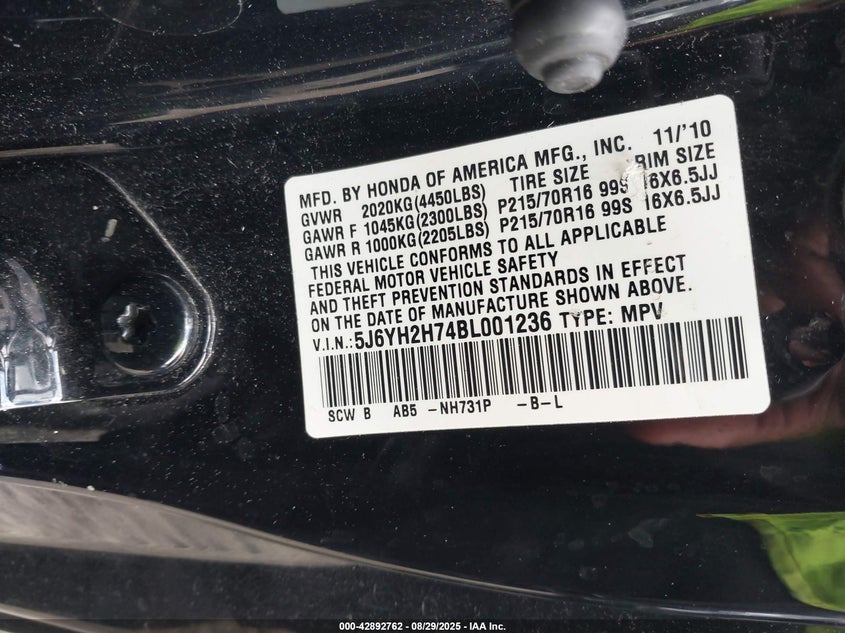 MFD. BY HONDA OF AMERICA MFG., INC. 11/'10
GVWR 2020KG(4450LBS) TIRE SIZE RIM SIZE
GAWR F 1045KG(2300LBS) P215/70R16 99S 16X6.5JJ
GAWR R 1000KG(2205LBS) P215/70R16 99S 16X6.5JJ
THIS VEHICLE CONFORMS TO ALL APPLICABLE
FEDERAL MOTOR VEHICLE SAFETY
AND THEFT PREVENTION STANDARDS IN EFFECT
ON THE DATE OF MANUFACTURE SHOWN ABOVE.
V.I.N.:5J6YH2H74BL001236 TYPE: MPV
SCW B AB5 -NH731P -B-L
000-42892762 - 08/29/2025 - IAA Inc.